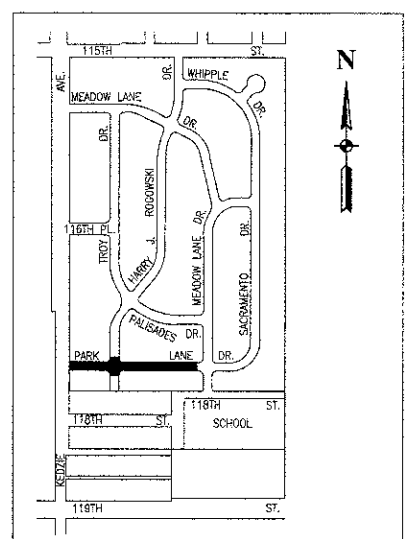 115TH ST.
N
AVE.
DR.
WHIPPLE
MEADOW LANE
DR.
DR.
DR.
ROGOWSKI
116TH PL.
TROY
HARRY J.
MEADOW LANE DR.
SACRAMENTO DR.
PALISADES DR.
PARK LANE DR.
118TH ST.
118TH ST.
SCHOOL
KEDZIE
119TH ST.